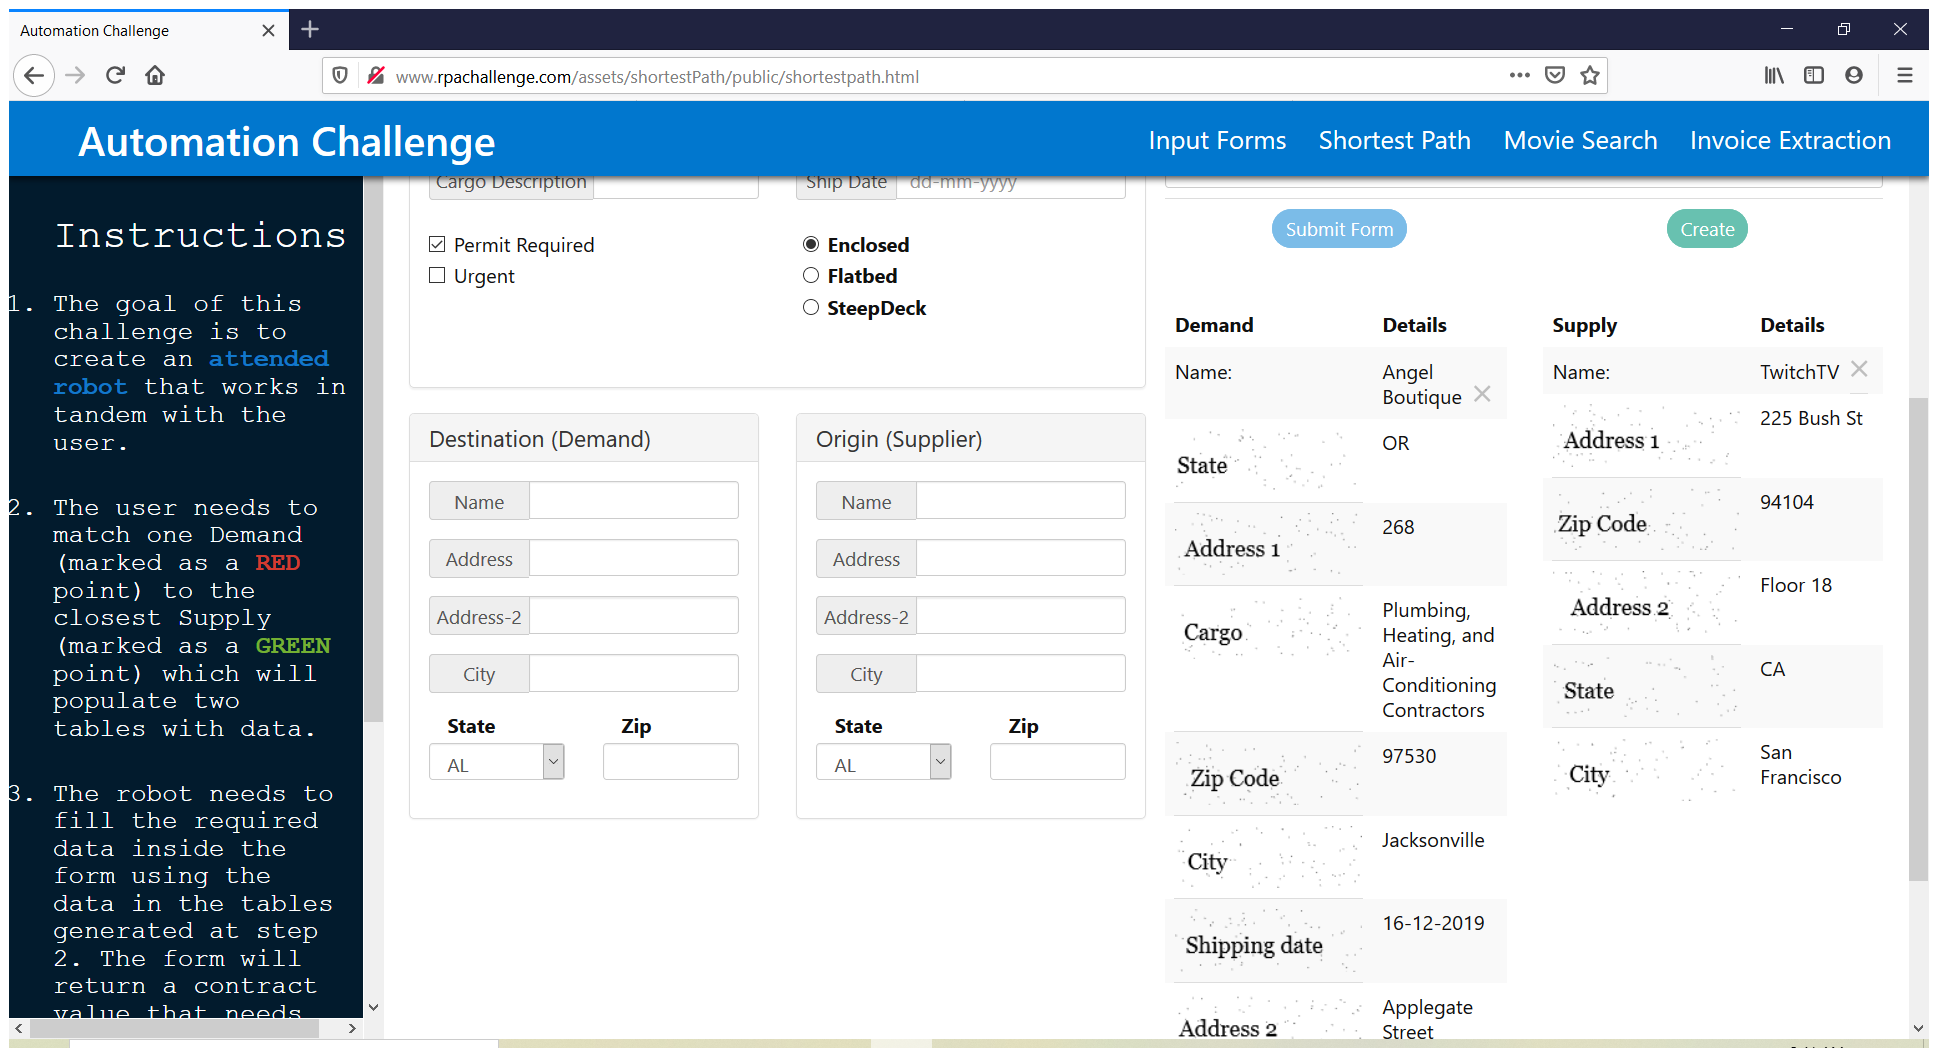 Automation Challenge
www.rpachallenge.com/assets/shortestPath/public/shortestpath.html
Automation Challenge
Input Forms
Shortest Path
Movie Search
Invoice Extraction
Instructions
1. The goal of this
challenge is to
create an attended
robot that works in
tandem with the
user.
2. The user needs to
match one Demand
(marked as a RED
point) to the
closest Supply
(marked as a GREEN
point) which will
populate two
tables with data.
3. The robot needs to
fill the required
data inside the
form using the
data in the tables
generated at step
2. The form will
return a contract
value that needs
Cargo Description
Ship Date dd-mm-yyyy
Permit Required
Urgent
Enclosed
Flatbed
SteepDeck
Destination (Demand)
Name
Address
Address-2
City
State Zip
AL
Origin (Supplier)
Name
Address
Address-2
City
State Zip
AL
Submit Form
Create
Demand Details
Name: Angel
Boutique
State OR
Address 1 268
Cargo Plumbing,
Heating, and
Air-
Conditioning
Contractors
Zip Code 97530
City Jacksonville
Shipping date 16-12-2019
Address 2 Applegate
Street
Supply Details
Name: TwitchTV
Address 1 225 Bush St
Zip Code 94104
Address 2 Floor 18
State CA
City San
Francisco